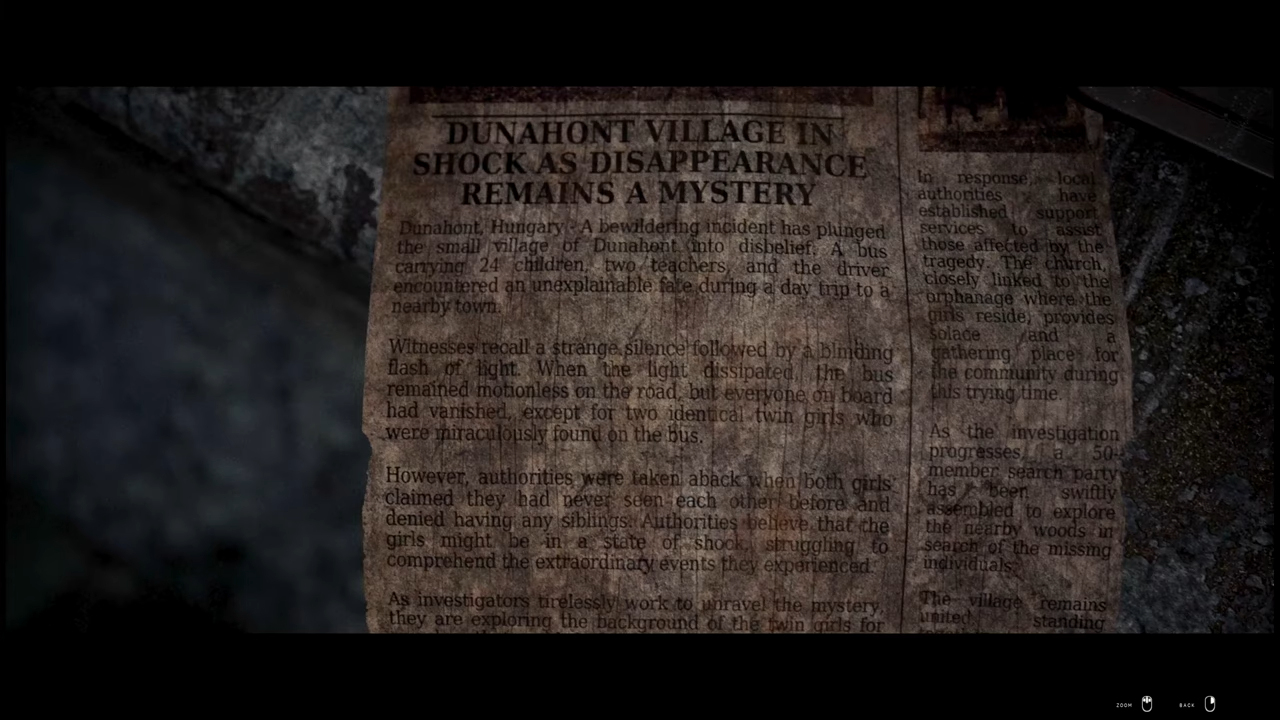 DUNAHONT VILLAGE IN
SHOCK AS DISAPPEARANCE
REMAINS A MYSTERY
Dunahont, Hungary - A bewildering incident has plunged
the small village of Dunahont into disbelief. A bus
carrying 24 children, two teachers, and the driver
encountered an unexplainable fate during a day trip to a
nearby town.
Witnesses recall a strange silence followed by a blinding
flash of light. When the light dissipated, the bus
remained motionless on the road, but everyone on board
had vanished, except for two identical twin girls who
were miraculously found on the bus.
However, authorities were taken aback when both girls
claimed they had never seen each other before and
denied having any siblings. Authorities believe that the
girls might be in a state of shock, struggling to
comprehend the extraordinary events they experienced.
As investigators tirelessly work to unravel the mystery,
they are exploring the background of the twin girls for
In response, local
authorities have
established support
services to assist
those affected by the
tragedy. The church,
closely linked to the
orphanage where the
girls reside, provides
solace and a
gathering place for
the community during
this trying time.
As the investigation
progresses, a 50-
member search party
has been swiftly
assembled to explore
the nearby woods in
search of the missing
individuals.
The village remains
united, standing
ZOOM
BACK